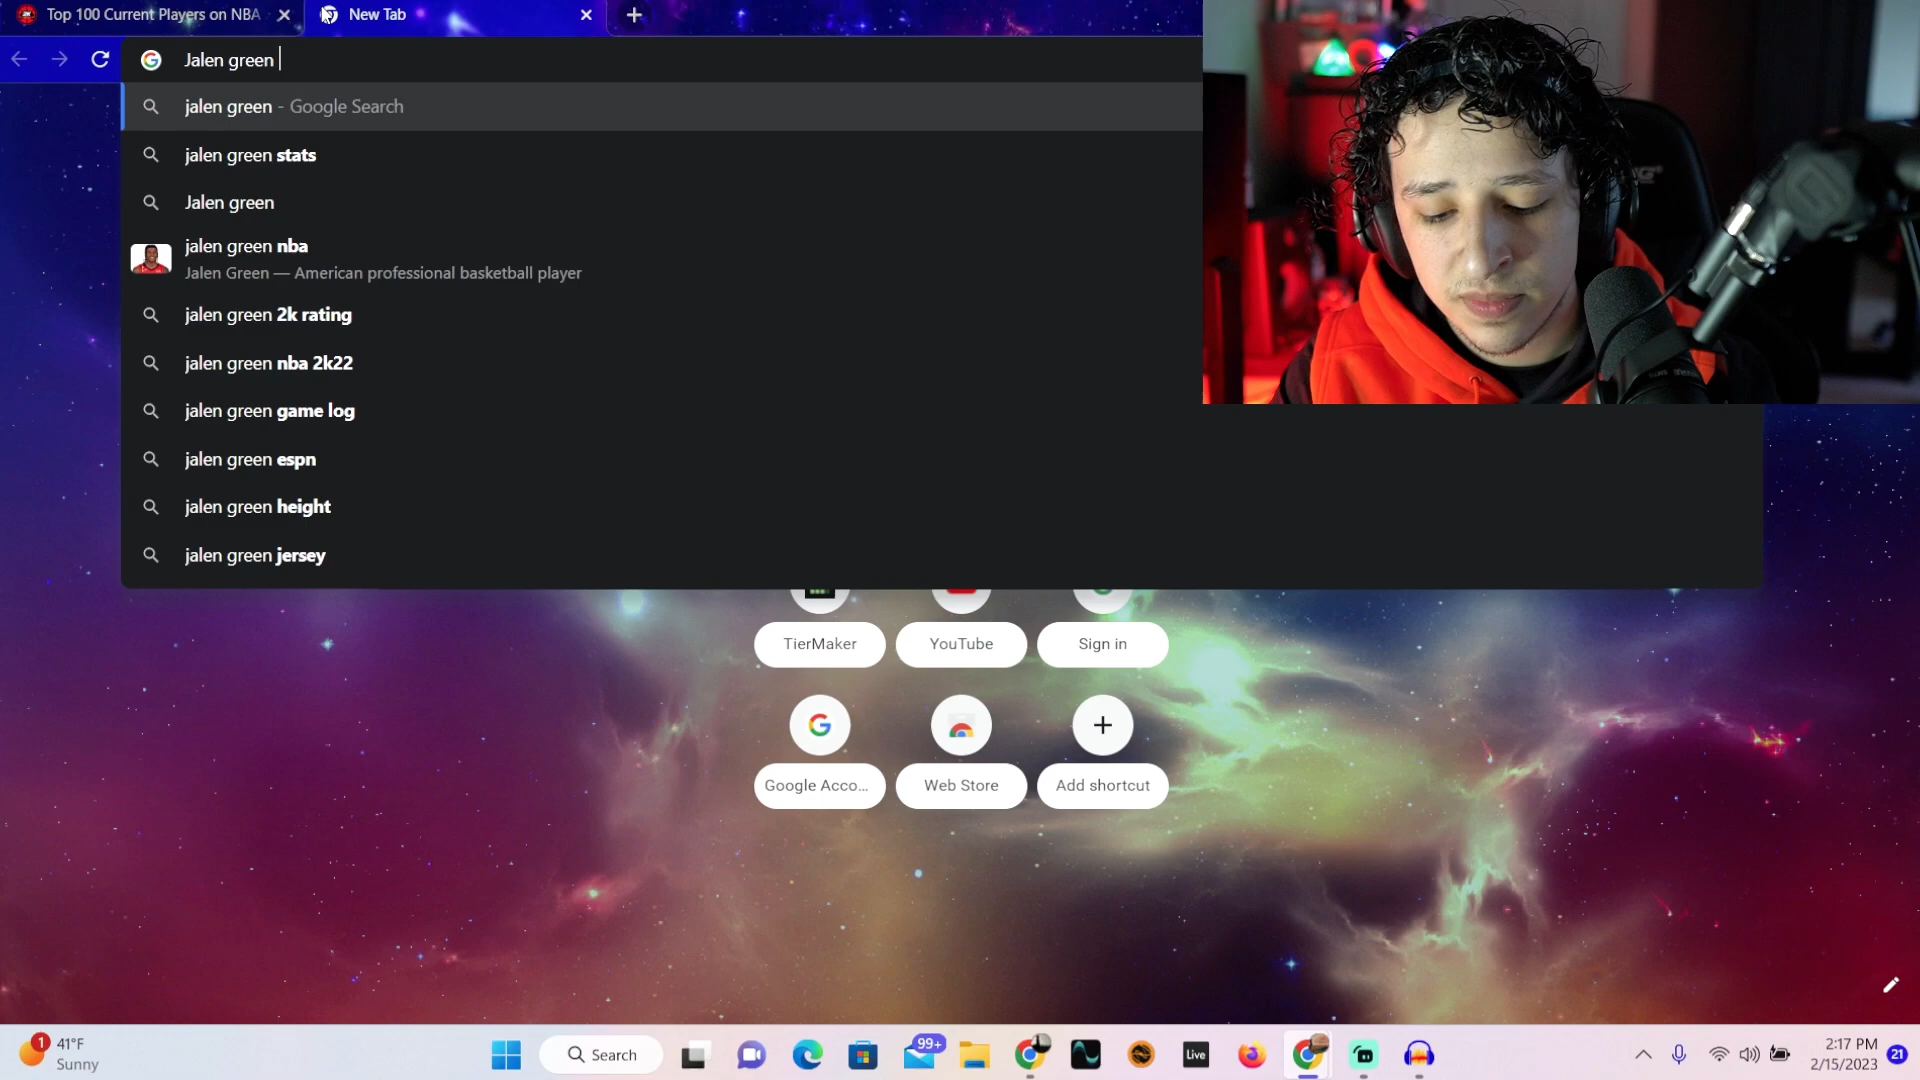 Top 100 Current Players on NBA
New Tab
Jalen green
jalen green - Google Search
jalen green stats
Jalen green
jalen green nba
Jalen Green — American professional basketball player
jalen green 2k rating
jalen green nba 2k22
jalen green game log
jalen green espn
jalen green height
jalen green jersey
TierMaker
YouTube
Sign in
Google Acco...
Web Store
Add shortcut
1
41°F
Sunny
Search
99+
Live
2:17 PM
2/15/2023
21